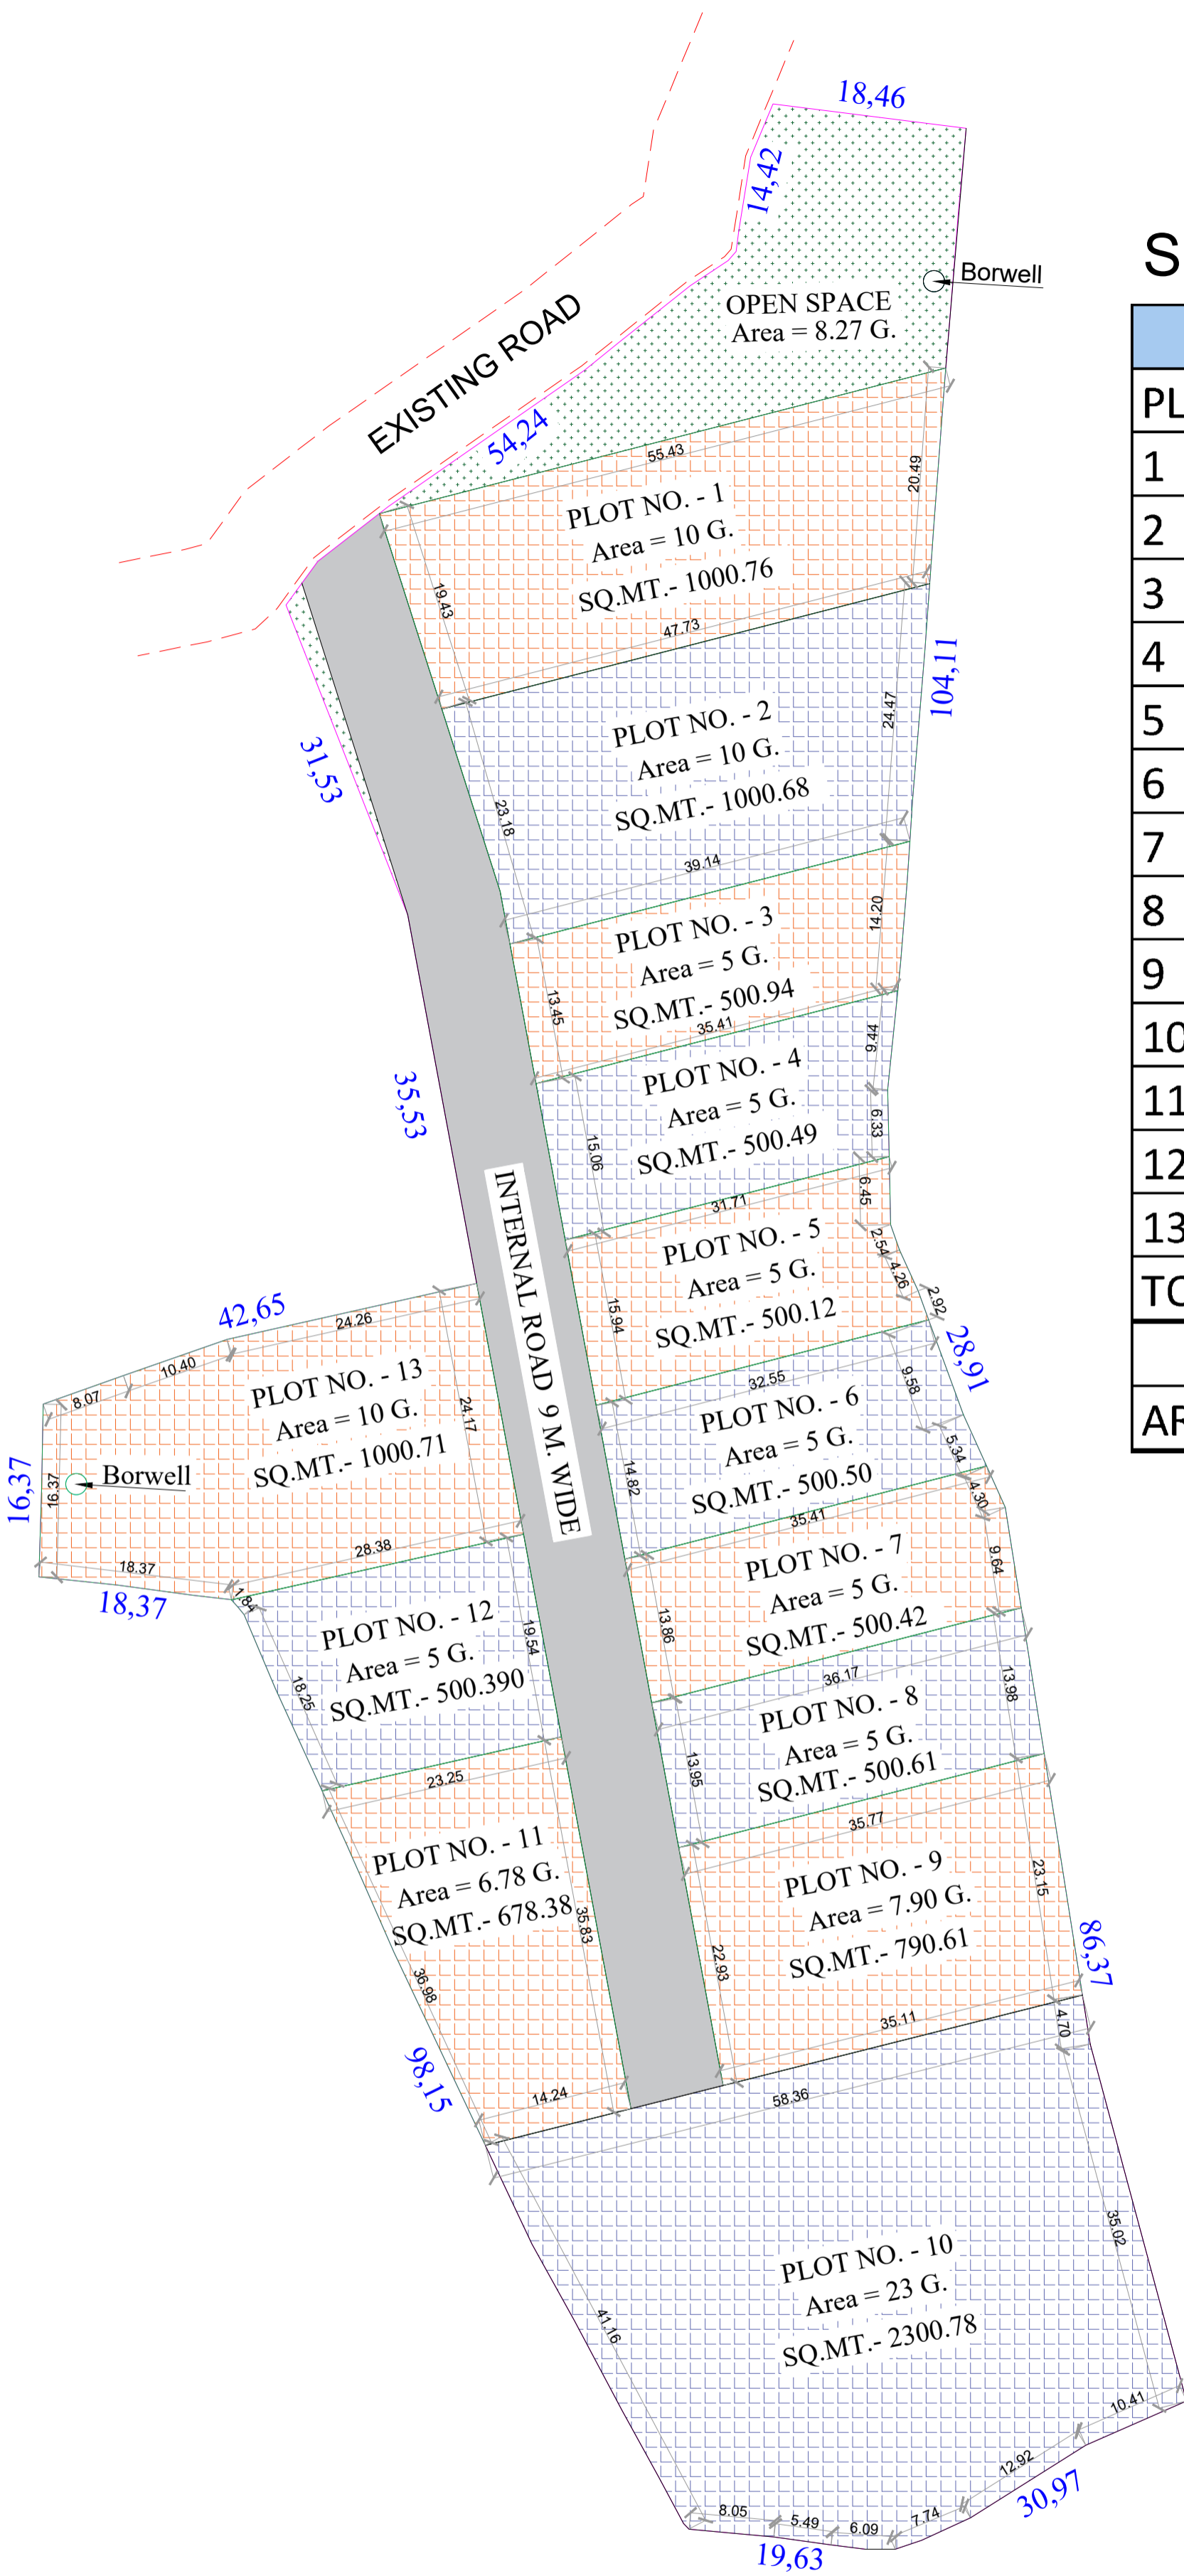 18,46
14,42
Borwell
OPEN SPACE
Area = 8.27 G.
EXISTING ROAD
54,24
55.43
20.49
PLOT NO. - 1
Area = 10 G.
SQ.MT.- 1000.76
19.43
47.73
104,11
24.47
PLOT NO. - 2
Area = 10 G.
SQ.MT.- 1000.68
31,53
23.18
39.14
14.20
PLOT NO. - 3
Area = 5 G.
SQ.MT.- 500.94
13.45
35.41
9.44
PLOT NO. - 4
Area = 5 G.
SQ.MT.- 500.49
35,53
6.33
15.06
31.71
6.45
PLOT NO. - 5
Area = 5 G.
SQ.MT.- 500.12
2.54
4.26
2.92
15.94
28,91
INTERNAL ROAD 9 M. WIDE
42,65
24.26
10.40
8.07
PLOT NO. - 13
Area = 10 G.
SQ.MT.- 1000.71
24.17
Borwell
16,37
16.37
28.38
18.37
18,37
32.55
9.58
PLOT NO. - 6
Area = 5 G.
SQ.MT.- 500.50
5.34
14.82
35.41
4.30
PLOT NO. - 7
Area = 5 G.
SQ.MT.- 500.42
9.64
13.86
1.84
PLOT NO. - 12
Area = 5 G.
SQ.MT.- 500.390
19.54
18.25
36.17
13.98
PLOT NO. - 8
Area = 5 G.
SQ.MT.- 500.61
13.95
23.25
35.77
PLOT NO. - 11
Area = 6.78 G.
SQ.MT.- 678.38
35.83
36.98
PLOT NO. - 9
Area = 7.90 G.
SQ.MT.- 790.61
23.15
22.93
86,37
35.11
4.70
98,15
14.24
58.36
PLOT NO. - 10
Area = 23 G.
SQ.MT.- 2300.78
35.02
41.16
10.41
12.92
30,97
7.74
8.05
5.49
6.09
19,63
S
PL
1
2
3
4
5
6
7
8
9
10
11
12
13
TO
AR